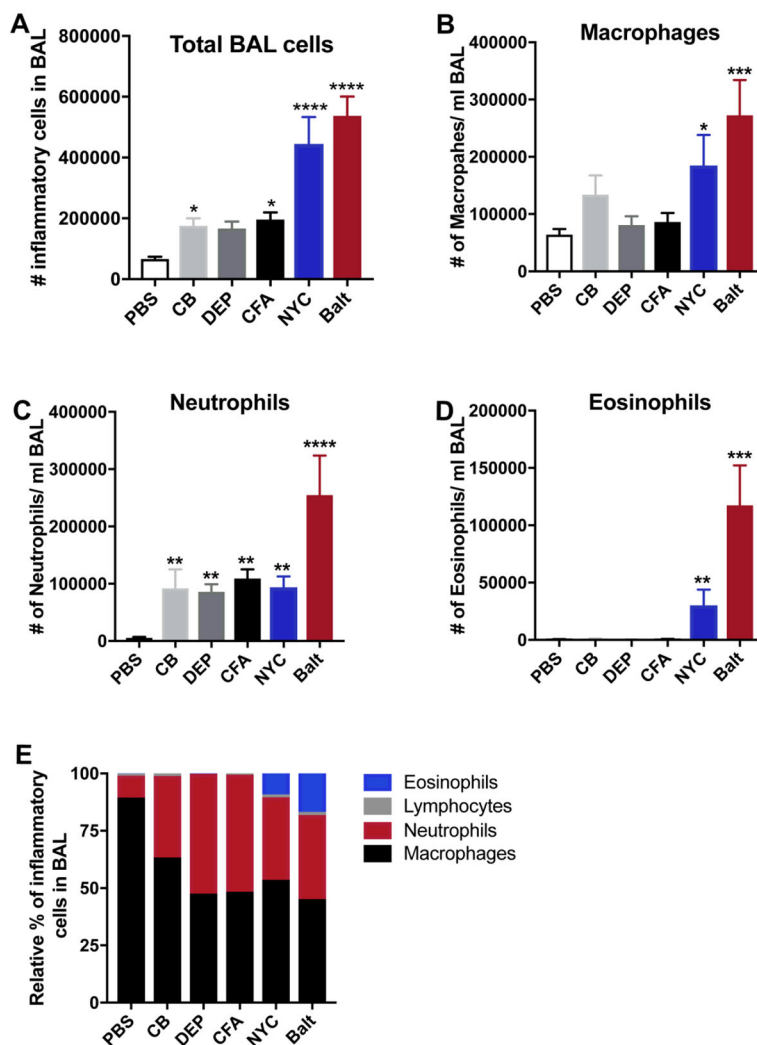 A
Total BAL cells
# inflammatory cells in BAL
800000
600000
400000
200000
0
*
*
****
****
PBS
CB
DEP
CFA
NYC
Balt
B
Macrophages
# of Macropahes/ ml BAL
400000
300000
200000
100000
0
*
***
PBS
CB
DEP
CFA
NYC
Balt
C
Neutrophils
# of Neutrophils/ ml BAL
400000
300000
200000
100000
0
**
**
**
**
****
PBS
CB
DEP
CFA
NYC
Balt
D
Eosinophils
# of Eosinophils/ ml BAL
200000
150000
100000
50000
0
**
***
PBS
CB
DEP
CFA
NYC
Balt
E
Relative % of inflammatory
cells in BAL
100
75
50
25
0
PBS
CB
DEP
CFA
NYC
Balt
Eosinophils
Lymphocytes
Neutrophils
Macrophages